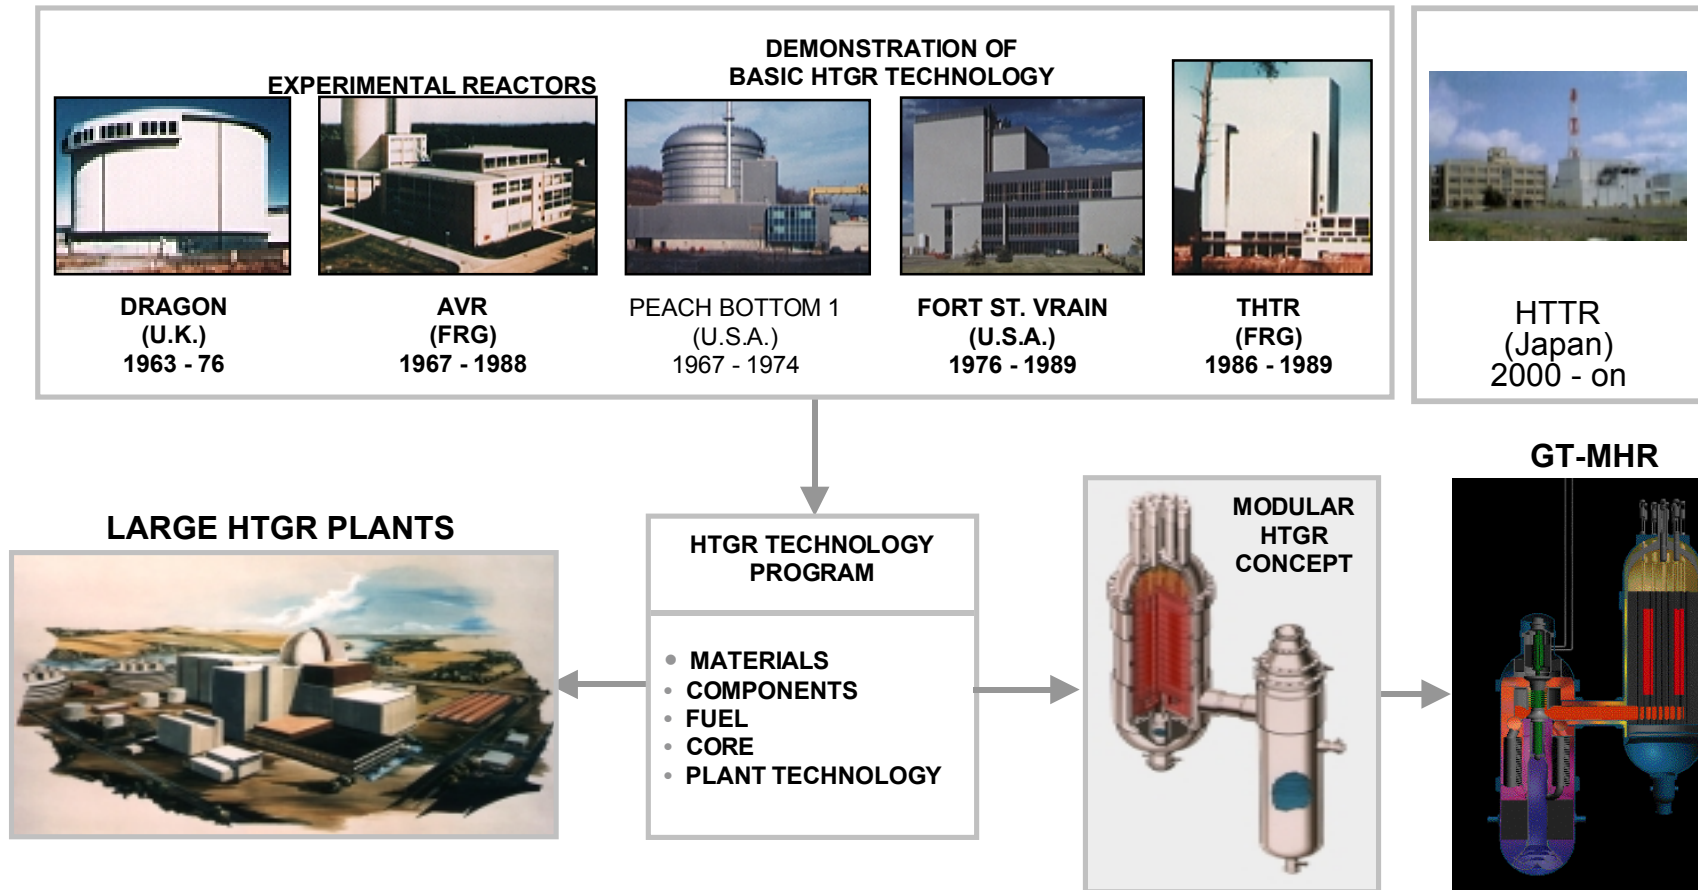 EXPERIMENTAL REACTORS
DEMONSTRATION OF
BASIC HTGR TECHNOLOGY
DRAGON
(U.K.)
1963 - 76
AVR
(FRG)
1967 - 1988
PEACH BOTTOM 1
(U.S.A.)
1967 - 1974
FORT ST. VRAIN
(U.S.A.)
1976 - 1989
THTR
(FRG)
1986 - 1989
HTTR
(Japan)
2000 - on
LARGE HTGR PLANTS
HTGR TECHNOLOGY
PROGRAM
• MATERIALS
• COMPONENTS
• FUEL
• CORE
• PLANT TECHNOLOGY
MODULAR
HTGR
CONCEPT
GT-MHR